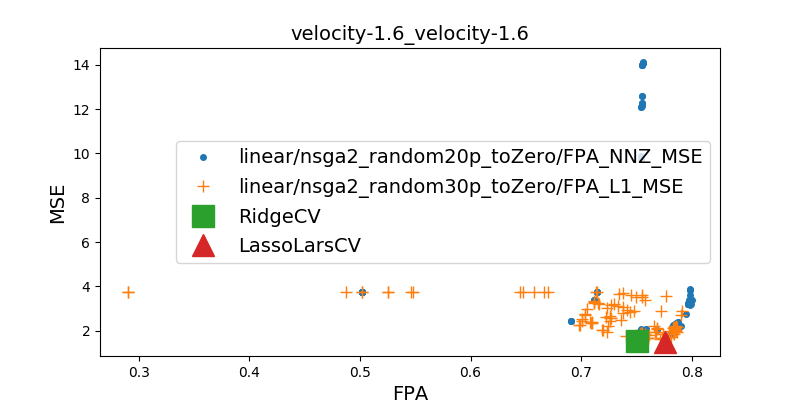 velocity-1.6_velocity-1.6
MSE
14
12
10
8
6
4
2
linear/nsga2_random20p_toZero/FPA_NNZ_MSE
linear/nsga2_random30p_toZero/FPA_L1_MSE
RidgeCV
LassoLarsCV
0.3 0.4 0.5 0.6 0.7 0.8
FPA